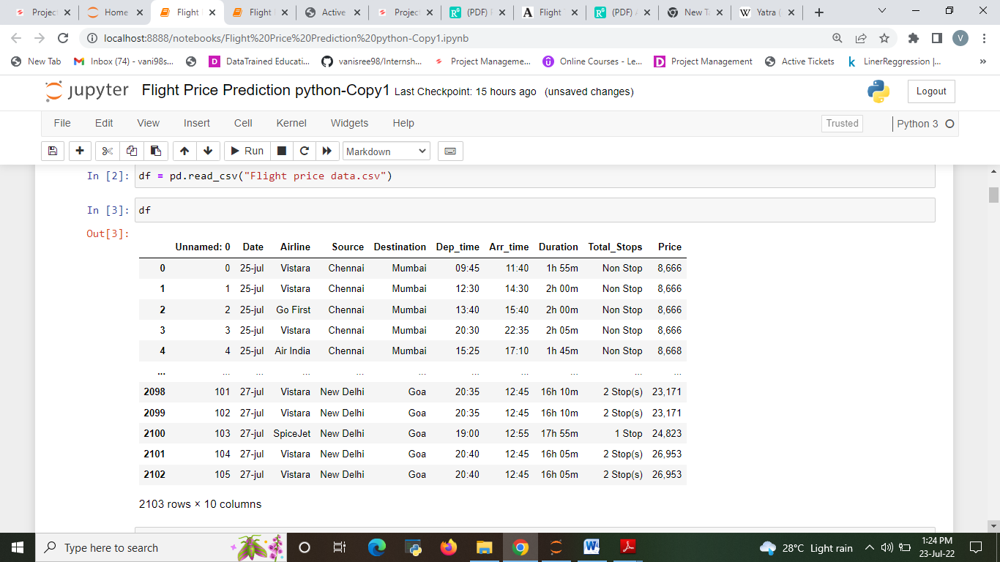 Project Home Flight Flight Active Project (PDF) Flight (PDF) New T Yatra (
localhost:8888/notebooks/Flight%20Price%20Prediction%20python-Copy1.ipynb V
New Tab Inbox (74) - vani98s... DataTrained Educati... vanisree98/Internsh... Project Manageme... Online Courses - Le... Project Management Active Tickets LinerReggression |... »
jupyter Flight Price Prediction python-Copy1 Last Checkpoint: 15 hours ago (unsaved changes) Logout
File Edit View Insert Cell Kernel Widgets Help Trusted Python 3
Run Markdown
In [2]: df = pd.read_csv("Flight price data.csv")
In [3]: df
Out[3]:
Unnamed: 0 Date Airline Source Destination Dep_time Arr_time Duration Total_Stops Price
0 0 25-jul Vistara Chennai Mumbai 09:45 11:40 1h 55m Non Stop 8,666
1 1 25-jul Vistara Chennai Mumbai 12:30 14:30 2h 00m Non Stop 8,666
2 2 25-jul Go First Chennai Mumbai 13:40 15:40 2h 00m Non Stop 8,666
3 3 25-jul Vistara Chennai Mumbai 20:30 22:35 2h 05m Non Stop 8,666
4 4 25-jul Air India Chennai Mumbai 15:25 17:10 1h 45m Non Stop 8,668
... ... ... ... ... ... ... ... ... ... ...
2098 101 27-jul Vistara New Delhi Goa 20:35 12:45 16h 10m 2 Stop(s) 23,171
2099 102 27-jul Vistara New Delhi Goa 20:35 12:45 16h 10m 2 Stop(s) 23,171
2100 103 27-jul SpiceJet New Delhi Goa 19:00 12:55 17h 55m 1 Stop 24,823
2101 104 27-jul Vistara New Delhi Goa 20:40 12:45 16h 05m 2 Stop(s) 26,953
2102 105 27-jul Vistara New Delhi Goa 20:40 12:45 16h 05m 2 Stop(s) 26,953
2103 rows × 10 columns
Type here to search 28°C Light rain 1:24 PM
23-Jul-22